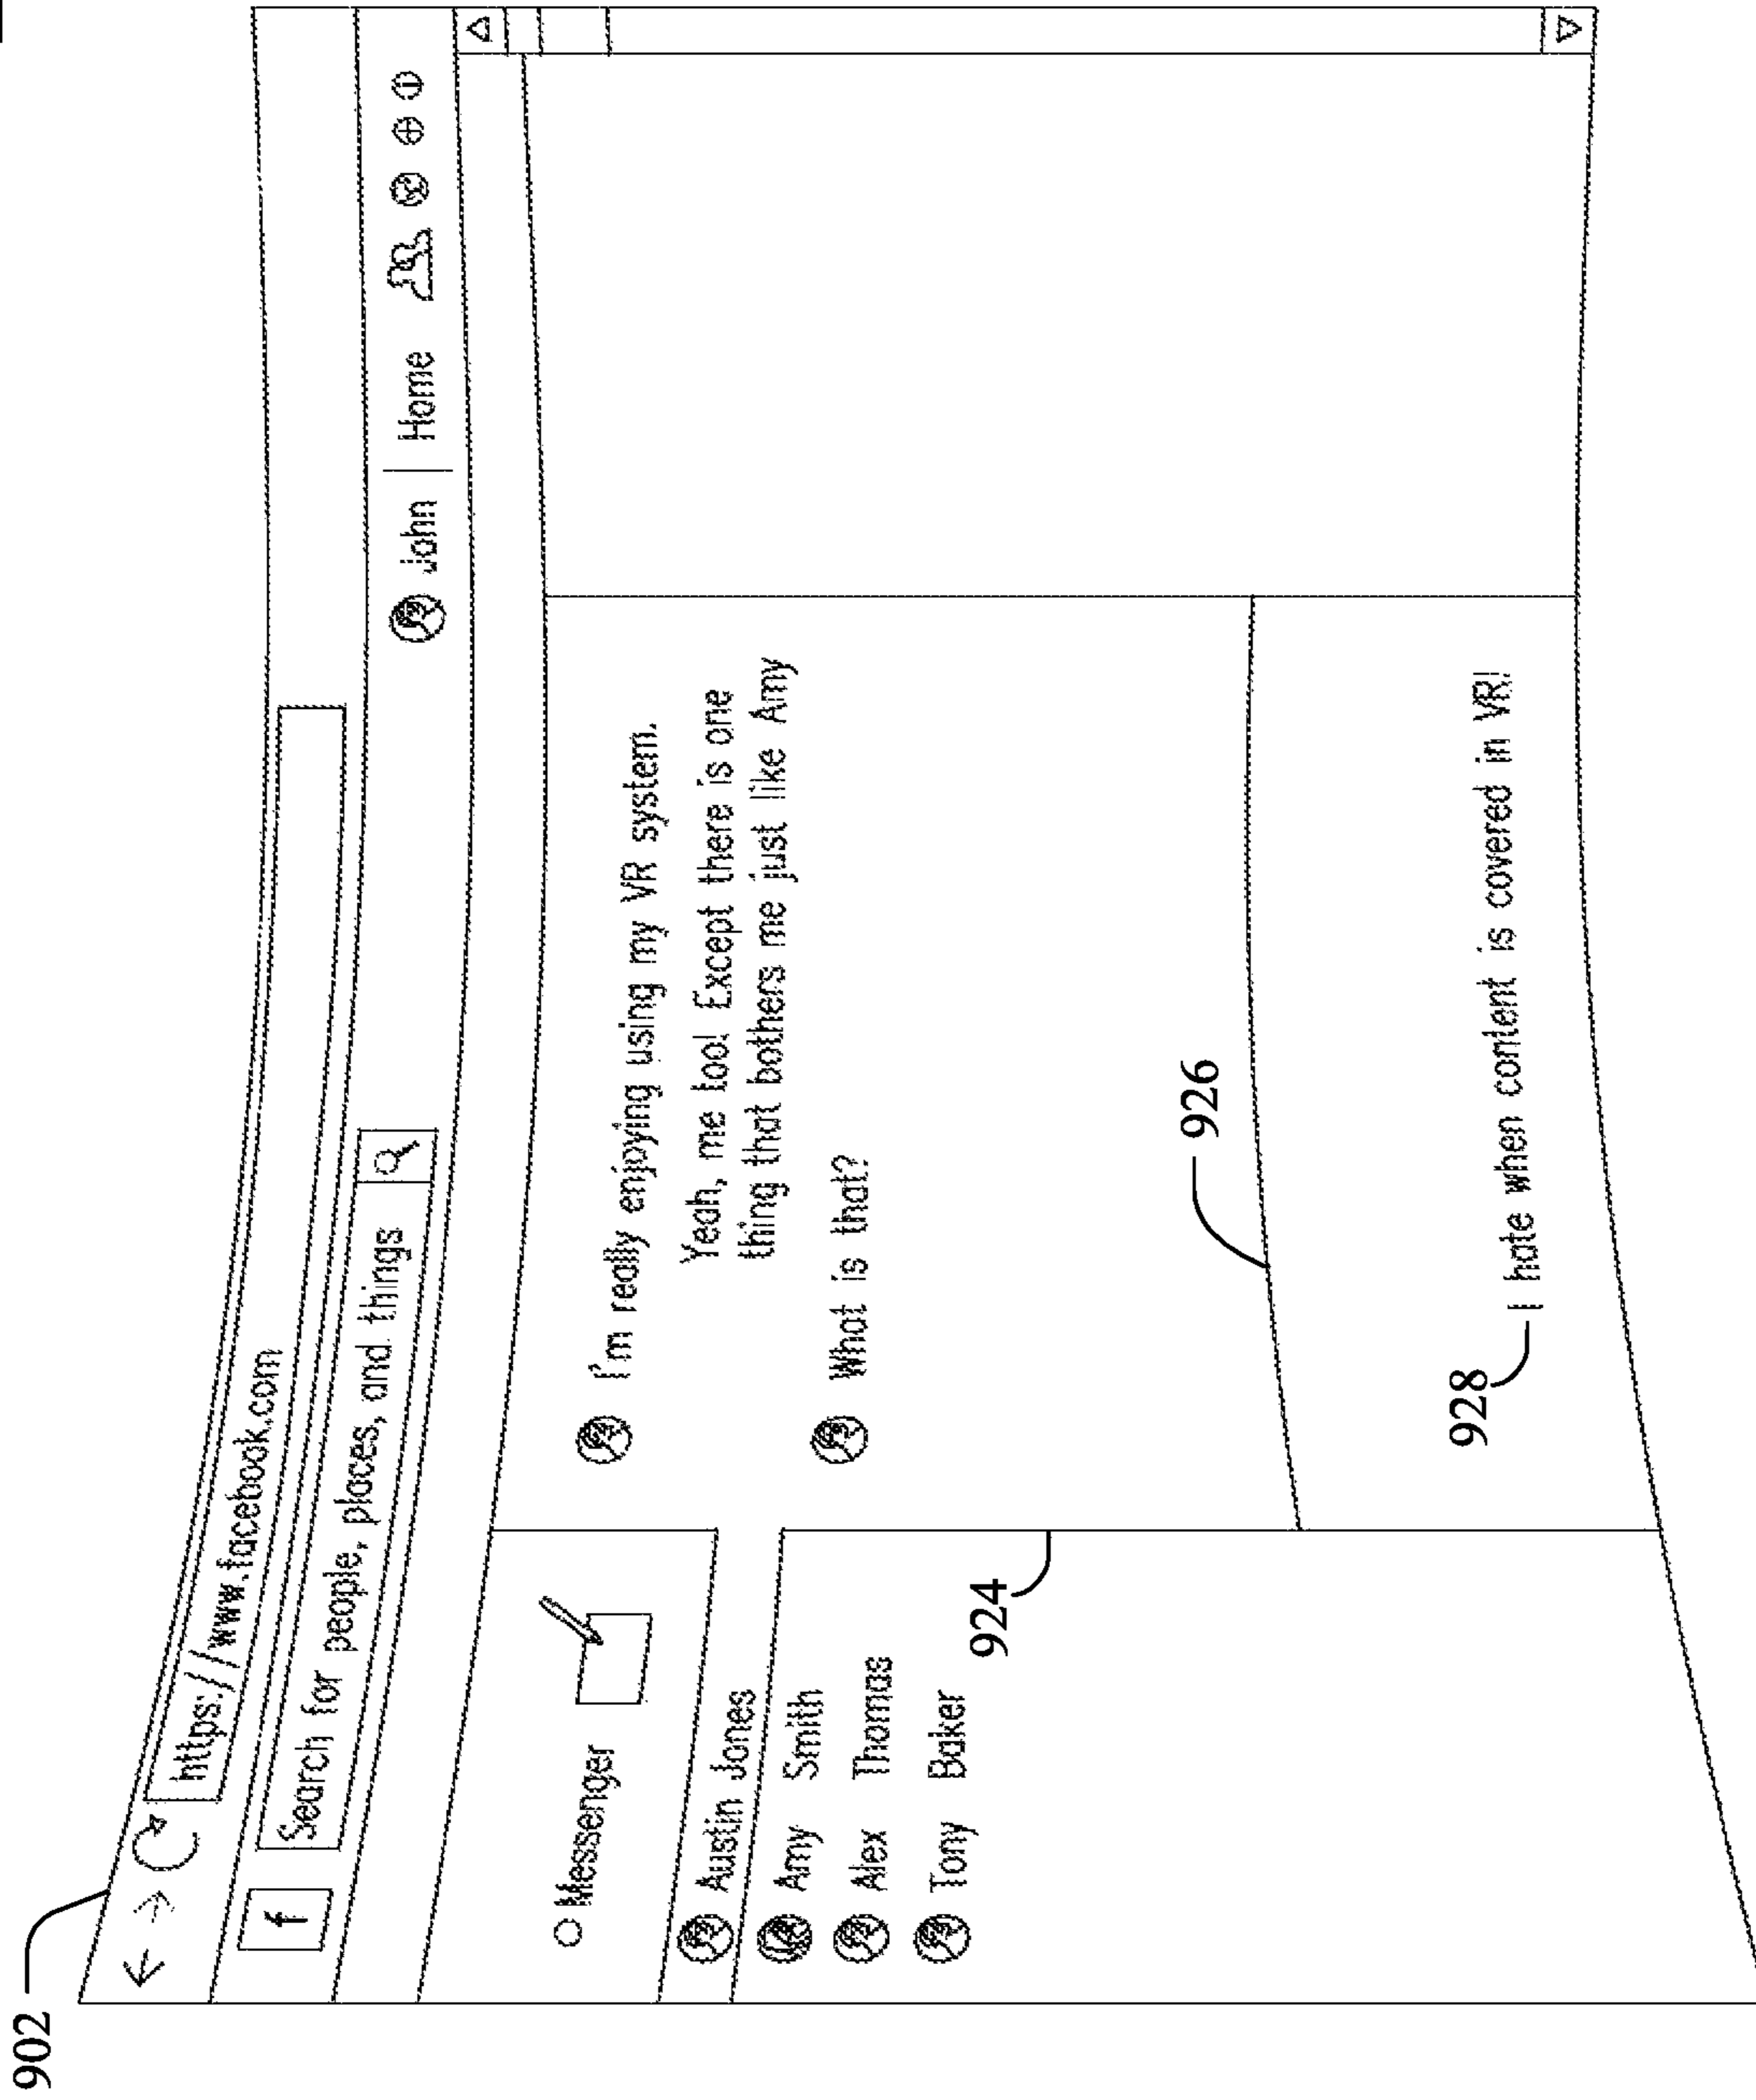 902
https://www.facebook.com
f
Search for people, places, and things
John | Home
Messenger
Austin Jones
Amy Smith
Alex Thomas
Tony Baker
924
I'm really enjoying using my VR system.
Yeah, me too! Except there is one
thing that bothers me just like Amy
What is that?
926
928
I hate when content is covered in VR!